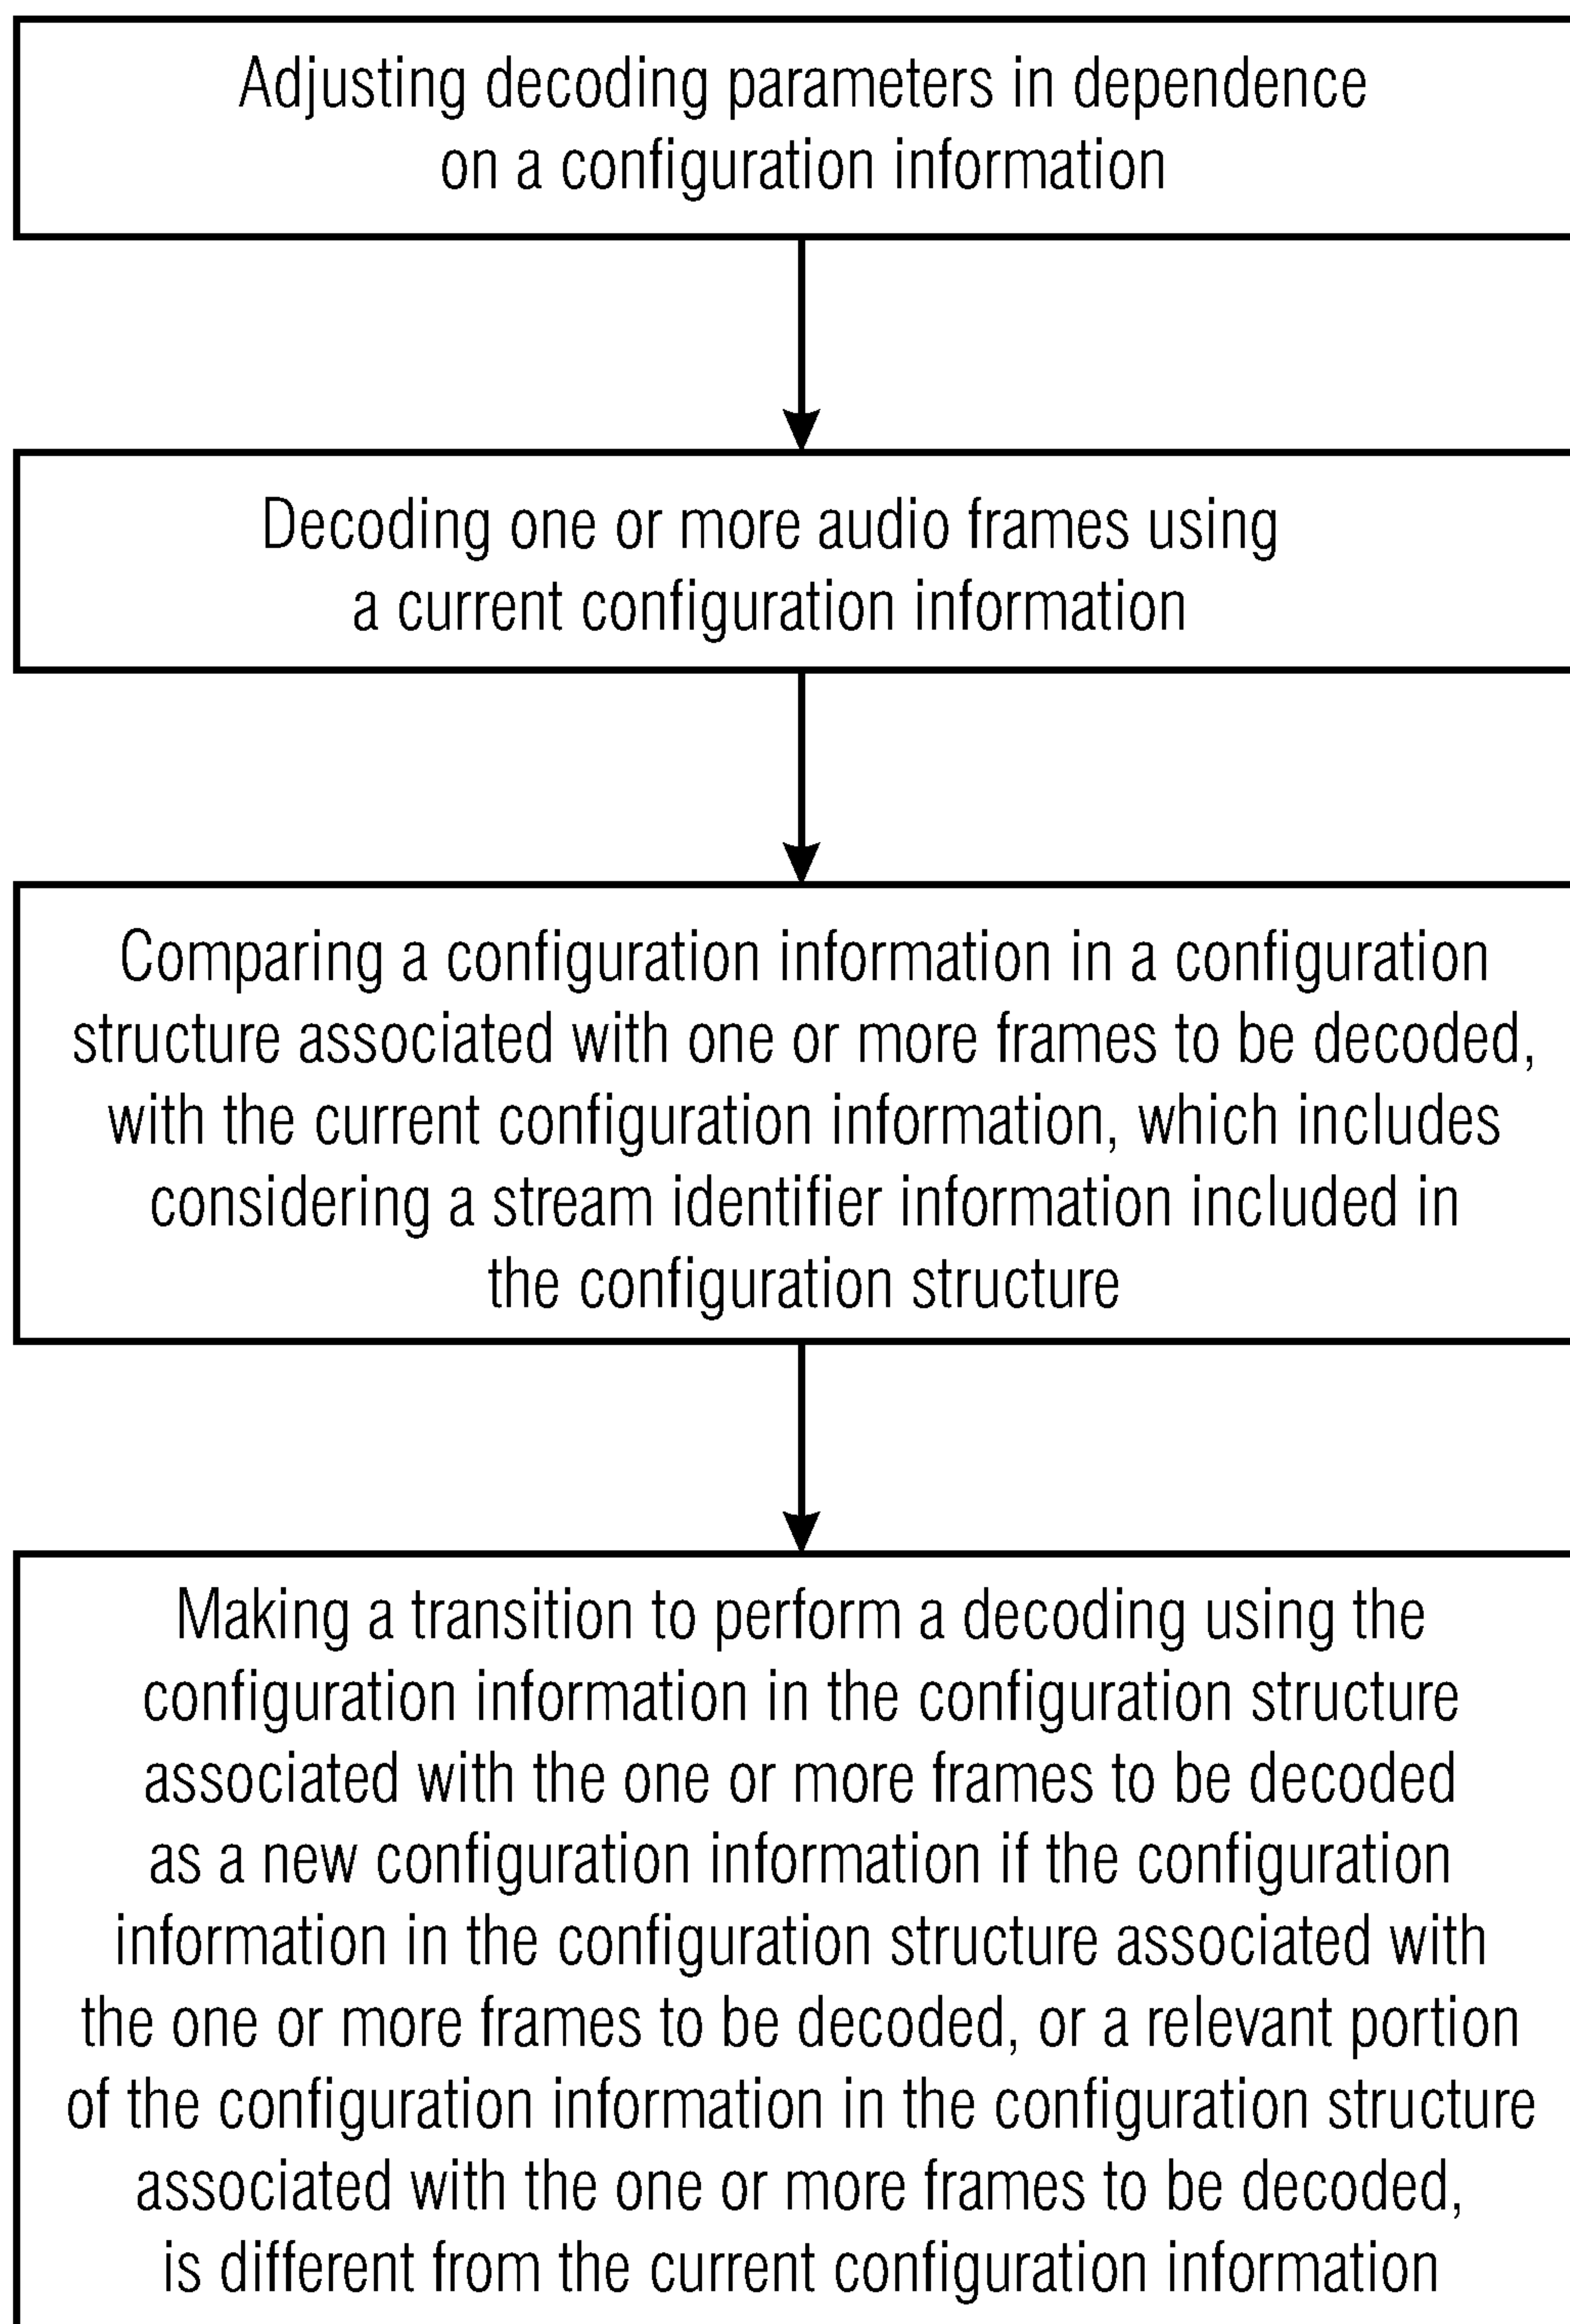 Adjusting decoding parameters in dependence
on a configuration information
Decoding one or more audio frames using
a current configuration information
Comparing a configuration information in a configuration
structure associated with one or more frames to be decoded,
with the current configuration information, which includes
considering a stream identifier information included in
the configuration structure
Making a transition to perform a decoding using the
configuration information in the configuration structure
associated with the one or more frames to be decoded
as a new configuration information if the configuration
information in the configuration structure associated with
the one or more frames to be decoded, or a relevant portion
of the configuration information in the configuration structure
associated with the one or more frames to be decoded,
is different from the current configuration information